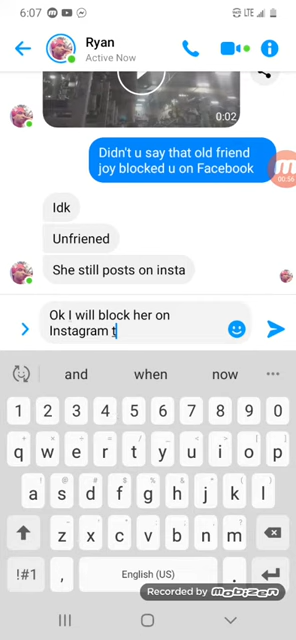 6:07
LTE
Ryan
Active Now
0:02
Didn't u say that old friend
joy blocked u on Facebook
00:56
Idk
Unfriened
She still posts on insta
Ok I will block her on
Instagram t
and when now
1 2 3 4 5 6 7 8 9 0
q w e r t y u i o p
a s d f g h j k l
z x c v b n m
!#1 , English (US) .
Recorded by mobizen